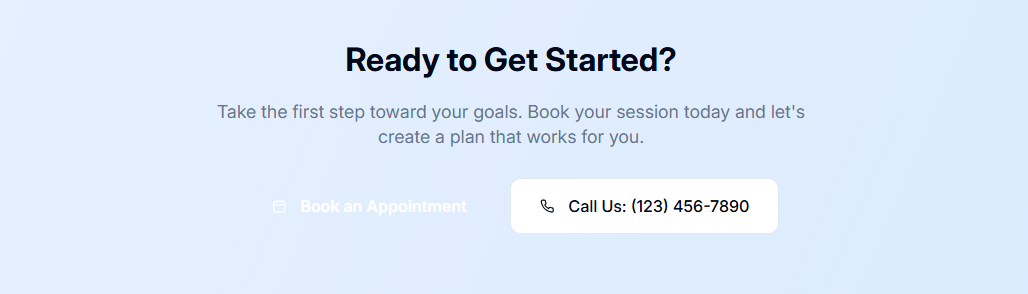 Ready to Get Started?
Take the first step toward your goals. Book your session today and let's
create a plan that works for you.
Book an Appointment
Call Us: (123) 456-7890